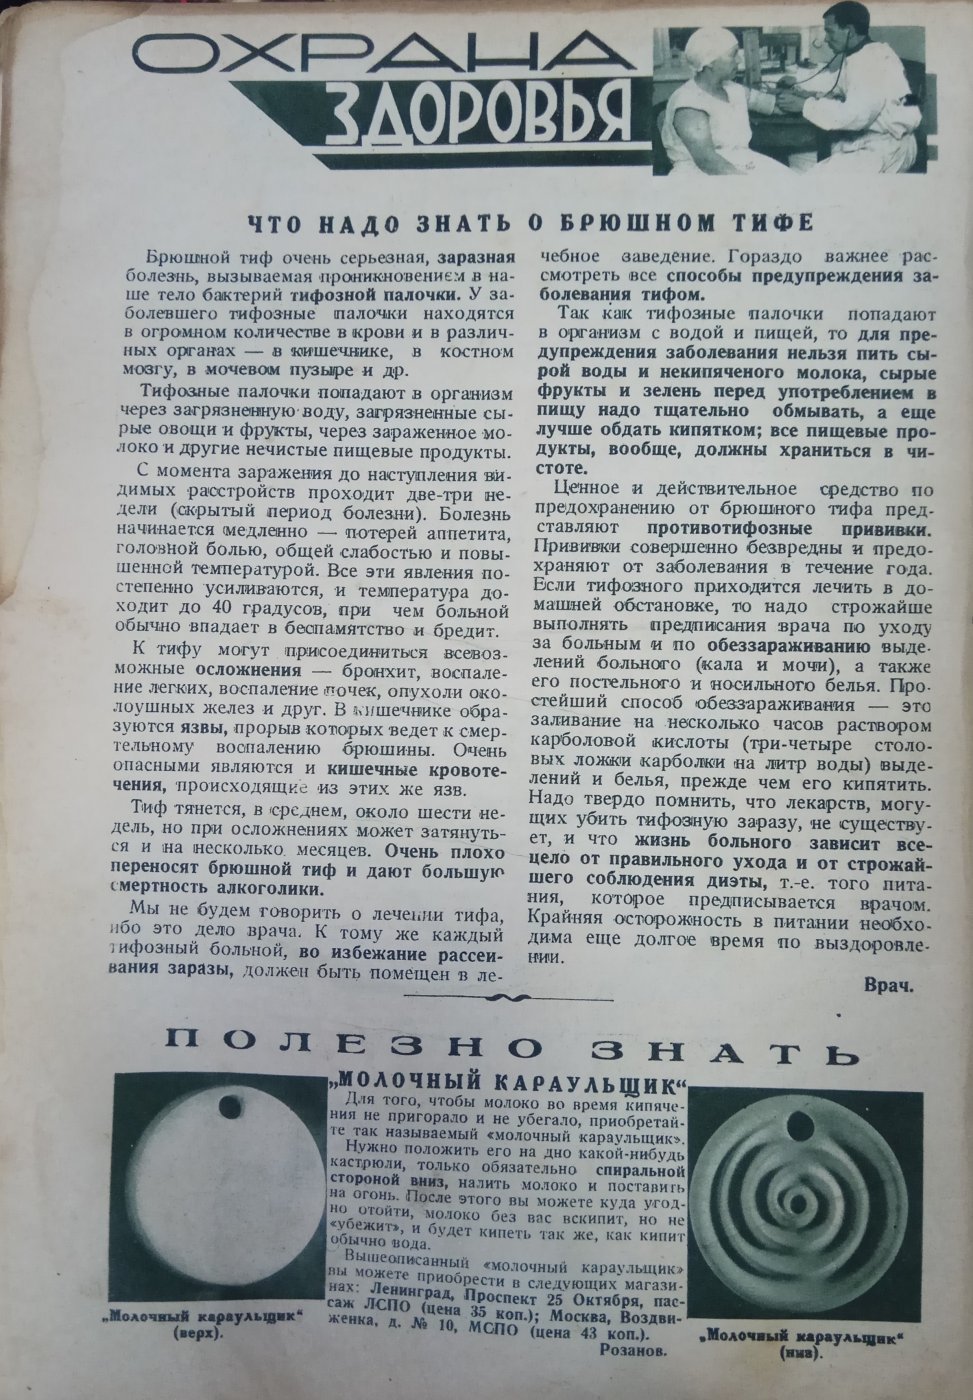 ОХРАНА
ЗДОРОВЬЯ
ЧТО НАДО ЗНАТЬ О БРЮШНОМ ТИФЕ
Брюшной тиф очень серьезная, заразная
болезнь, вызываемая проникновением в на-
ше тело бактерий тифозной палочки. У за-
болевшего тифозные палочки находятся
в огромном количестве в крови и в различ-
ных органах — в кишечнике, в костном
мозгу, в мочевом пузыре и др.
Тифозные палочки попадают в организм
через загрязненную воду, загрязненные сы-
рые овощи и фрукты, через зараженное мо-
локо и другие нечистые пищевые продукты.
С момента заражения до наступления ви-
димых расстройств проходит две-три не-
дели (скрытый период болезни). Болезнь
начинается медленно — потерей аппетита,
головной болью, общей слабостью и повы-
шенной температурой. Все эти явления по-
степенно усиливаются, и температура до-
ходит до 40 градусов, при чем больной
обычно впадает в беспамятство и бредит.
К тифу могут присоединиться всевоз-
можные осложнения — бронхит, воспале-
ние легких, воспаление почек, опухоли око-
лоушных желез и друг. В кишечнике обра-
зуются язвы, прорыв которых ведет к смер-
тельному воспалению брюшины. Очень
опасными являются и кишечные кровоте-
чения, происходящие из этих же язв.
Тиф тянется, в среднем, около шести не-
дель, но при осложнениях может затянуть-
ся и на несколько месяцев. Очень плохо
переносят брюшной тиф и дают большую
смертность алкоголики.
Мы не будем говорить о лечении тифа,
ибо это дело врача. К тому же каждый
тифозный больной, во избежание рассеи-
вания заразы, должен быть помещен в ле-
чебное заведение. Гораздо важнее рас-
смотреть все способы предупреждения за-
болевания тифом.
Так как тифозные палочки попадают
в организм с водой и пищей, то для пре-
дупреждения заболевания нельзя пить сы-
рой воды и некипяченого молока, сырые
фрукты и зелень перед употреблением в
пищу надо тщательно обмывать, а еще
лучше обдать кипятком; все пищевые про-
дукты, вообще, должны храниться в чи-
стоте.
Ценное и действительное средство по
предохранению от брюшного тифа пред-
ставляют противотифозные прививки.
Прививки совершенно безвредны и предо-
храняют от заболевания в течение года.
Если тифозного приходится лечить в до-
машней обстановке, то надо строжайше
выполнять предписания врача по уходу
за больным и по обеззараживанию выде-
лений больного (кала и мочи), а также
его постельного и носильного белья. Про-
стейший способ обеззараживания — это
заливание на несколько часов раствором
карболовой кислоты (три-четыре столо-
вых ложки карболки на литр воды) выде-
лений и белья, прежде чем его кипятить.
Надо твердо помнить, что лекарств, могу-
щих убить тифозную заразу, не существу-
ет, и что жизнь больного зависит все-
цело от правильного ухода и от строжай-
шего соблюдения диэты, т.-е. того пита-
ния, которое предписывается врачом.
Крайняя осторожность в питании необхо-
дима еще долгое время по выздоровле-
нии.
Врач.
ПОЛЕЗНО ЗНАТЬ
„МОЛОЧНЫЙ КАРАУЛЬЩИК“
Для того, чтобы молоко во время кипяче-
ния не пригорало и не убегало, приобретай-
те так называемый «молочный караульщик».
Нужно положить его на дно какой-нибудь
кастрюли, только обязательно спиральной
стороной вниз, налить молоко и поставить
на огонь. После этого вы можете куда угод-
но отойти, молоко без вас вскипит, но не
«убежит», и будет кипеть так же, как кипит
обычно вода.
Вышеописанный «молочный караульщик»
вы можете приобрести в следующих магази-
нах: Ленинград, Проспект 25 Октября, пас-
саж ЛСПО (цена 35 коп.); Москва, Воздви-
женка, д. № 10, МСПО (цена 43 коп.).
Розанов.
„Молочный караульщик“
(верх).
„Молочный караульщик“
(низ).